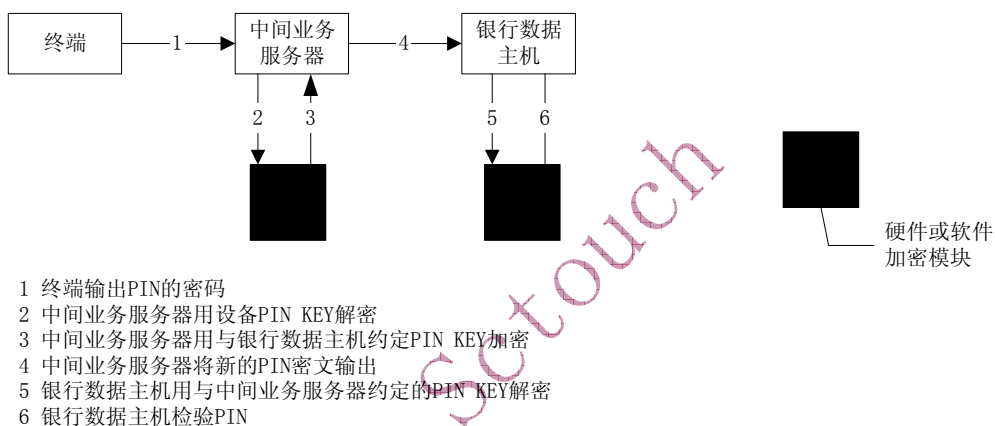 终端
1
中间业务
服务器
4
银行数据
主机
2
3
5
6
硬件或软件
加密模块
Sctouch
1 终端输出PIN的密码
2 中间业务服务器用设备PIN KEY解密
3 中间业务服务器用与银行数据主机约定PIN KEY加密
4 中间业务服务器将新的PIN密文输出
5 银行数据主机用与中间业务服务器约定的PIN KEY解密
6 银行数据主机检验PIN